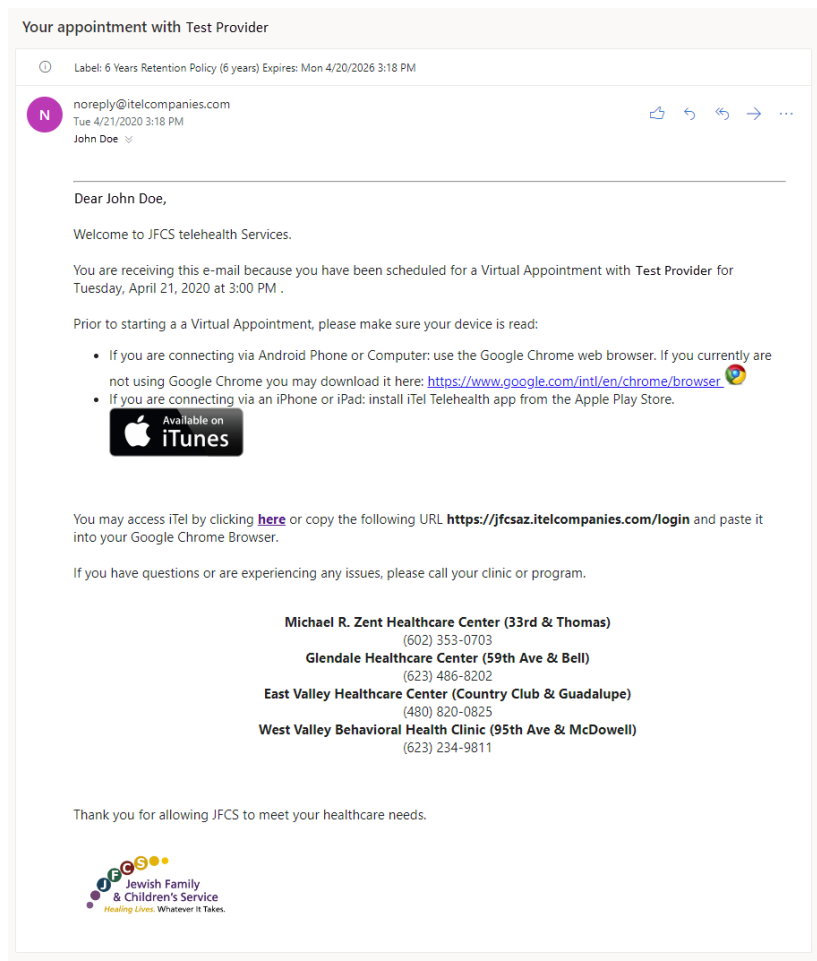 Your appointment with Test Provider
Label: 6 Years Retention Policy (6 years) Expires: Mon 4/20/2026 3:18 PM
N
noreply@itelcompanies.com
Tue 4/21/2020 3:18 PM
John Doe
Dear John Doe,
Welcome to JFCS telehealth Services.
You are receiving this e-mail because you have been scheduled for a Virtual Appointment with Test Provider for
Tuesday, April 21, 2020 at 3:00 PM .
Prior to starting a a Virtual Appointment, please make sure your device is read:
• If you are connecting via Android Phone or Computer: use the Google Chrome web browser. If you currently are
not using Google Chrome you may download it here: https://www.google.com/intl/en/chrome/browser
• If you are connecting via an iPhone or iPad: install iTel Telehealth app from the Apple Play Store.
Available on
iTunes
You may access iTel by clicking here or copy the following URL https://jfcsaz.itelcompanies.com/login and paste it
into your Google Chrome Browser.
If you have questions or are experiencing any issues, please call your clinic or program.
Michael R. Zent Healthcare Center (33rd & Thomas)
(602) 353-0703
Glendale Healthcare Center (59th Ave & Bell)
(623) 486-8202
East Valley Healthcare Center (Country Club & Guadalupe)
(480) 820-0825
West Valley Behavioral Health Clinic (95th Ave & McDowell)
(623) 234-9811
Thank you for allowing JFCS to meet your healthcare needs.
JFCS
Jewish Family
& Children's Service
Healing Lives. Whatever It Takes.